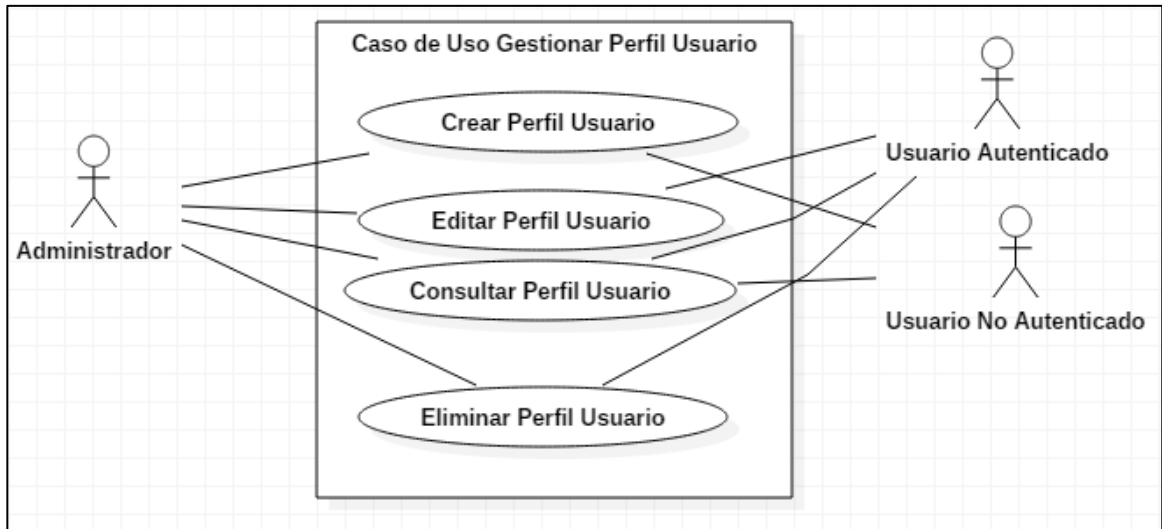 Caso de Uso Gestionar Perfil Usuario
Crear Perfil Usuario
Editar Perfil Usuario
Consultar Perfil Usuario
Eliminar Perfil Usuario
Administrador
Usuario Autenticado
Usuario No Autenticado